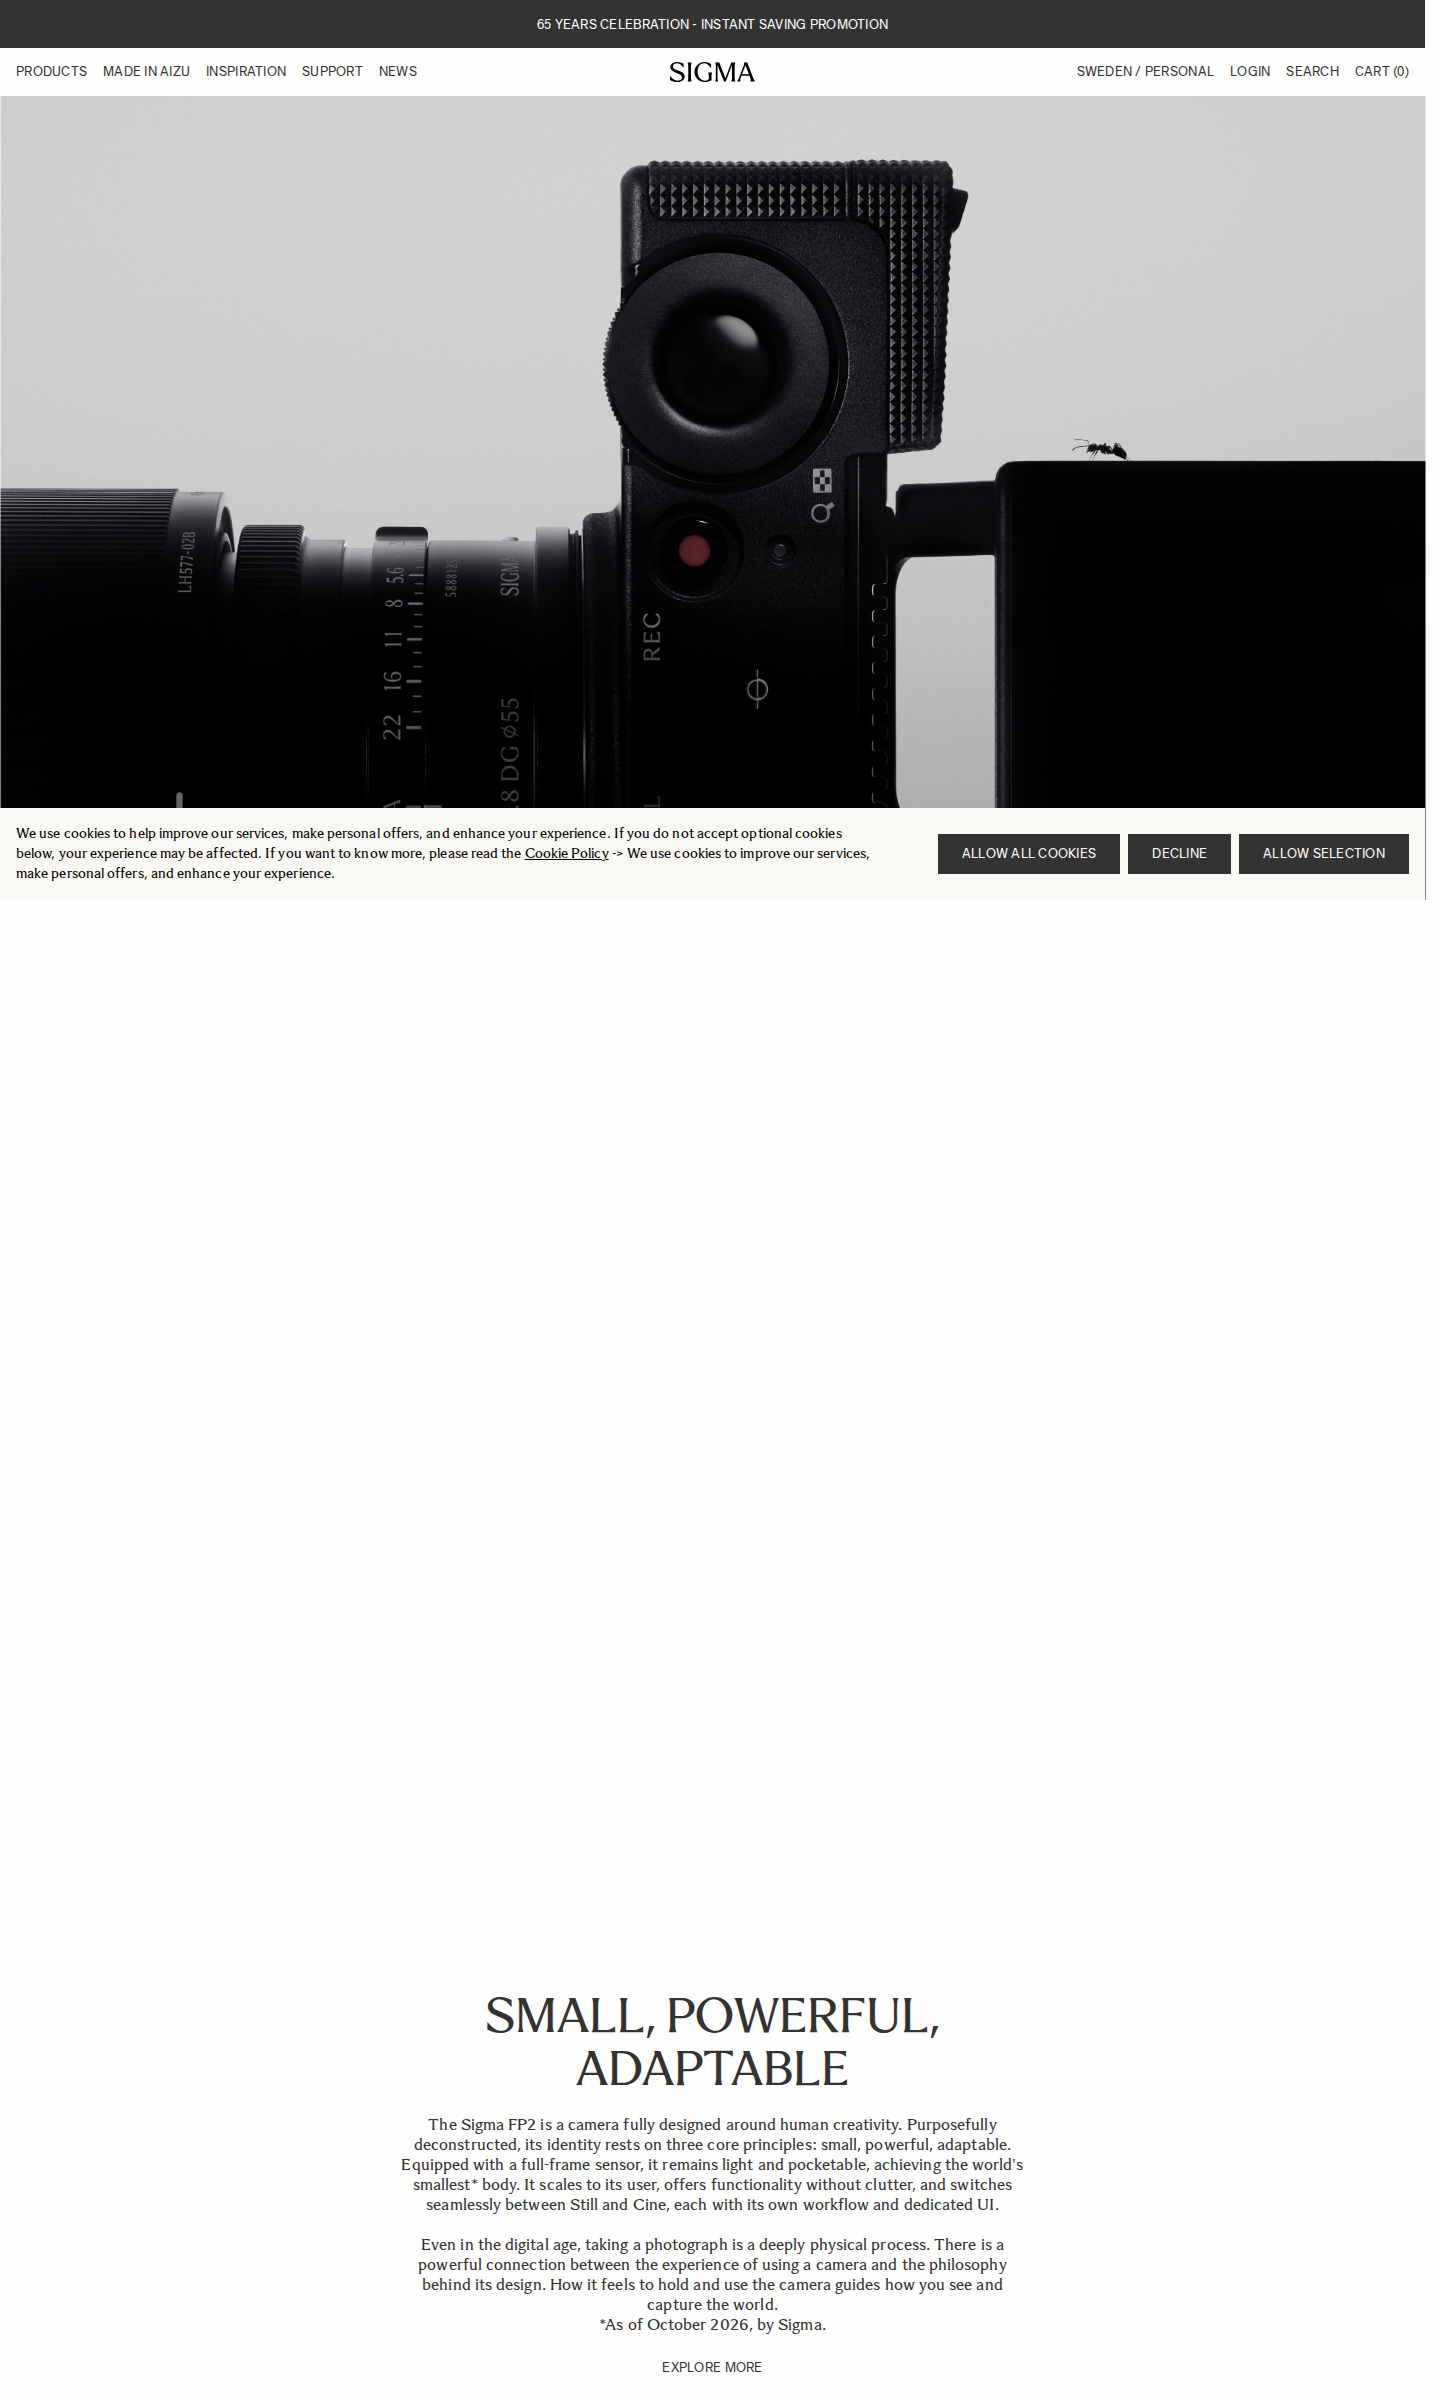 65 YEARS CELEBRATION - INSTANT SAVING PROMOTION
PRODUCTS MADE IN AIZU INSPIRATION SUPPORT NEWS
SIGMA
SWEDEN / PERSONAL LOGIN SEARCH CART (0)
LH577-02B
22 16 11 8 5.6
5888125
SIGMA
.8 DG ⌀55
REC
We use cookies to help improve our services, make personal offers, and enhance your experience. If you do not accept optional cookies
below, your experience may be affected. If you want to know more, please read the Cookie Policy -> We use cookies to improve our services,
make personal offers, and enhance your experience.
ALLOW ALL COOKIES
DECLINE
ALLOW SELECTION
SMALL, POWERFUL,
ADAPTABLE
The Sigma FP2 is a camera fully designed around human creativity. Purposefully
deconstructed, its identity rests on three core principles: small, powerful, adaptable.
Equipped with a full-frame sensor, it remains light and pocketable, achieving the world's
smallest* body. It scales to its user, offers functionality without clutter, and switches
seamlessly between Still and Cine, each with its own workflow and dedicated UI.
Even in the digital age, taking a photograph is a deeply physical process. There is a
powerful connection between the experience of using a camera and the philosophy
behind its design. How it feels to hold and use the camera guides how you see and
capture the world.
*As of October 2026, by Sigma.
EXPLORE MORE